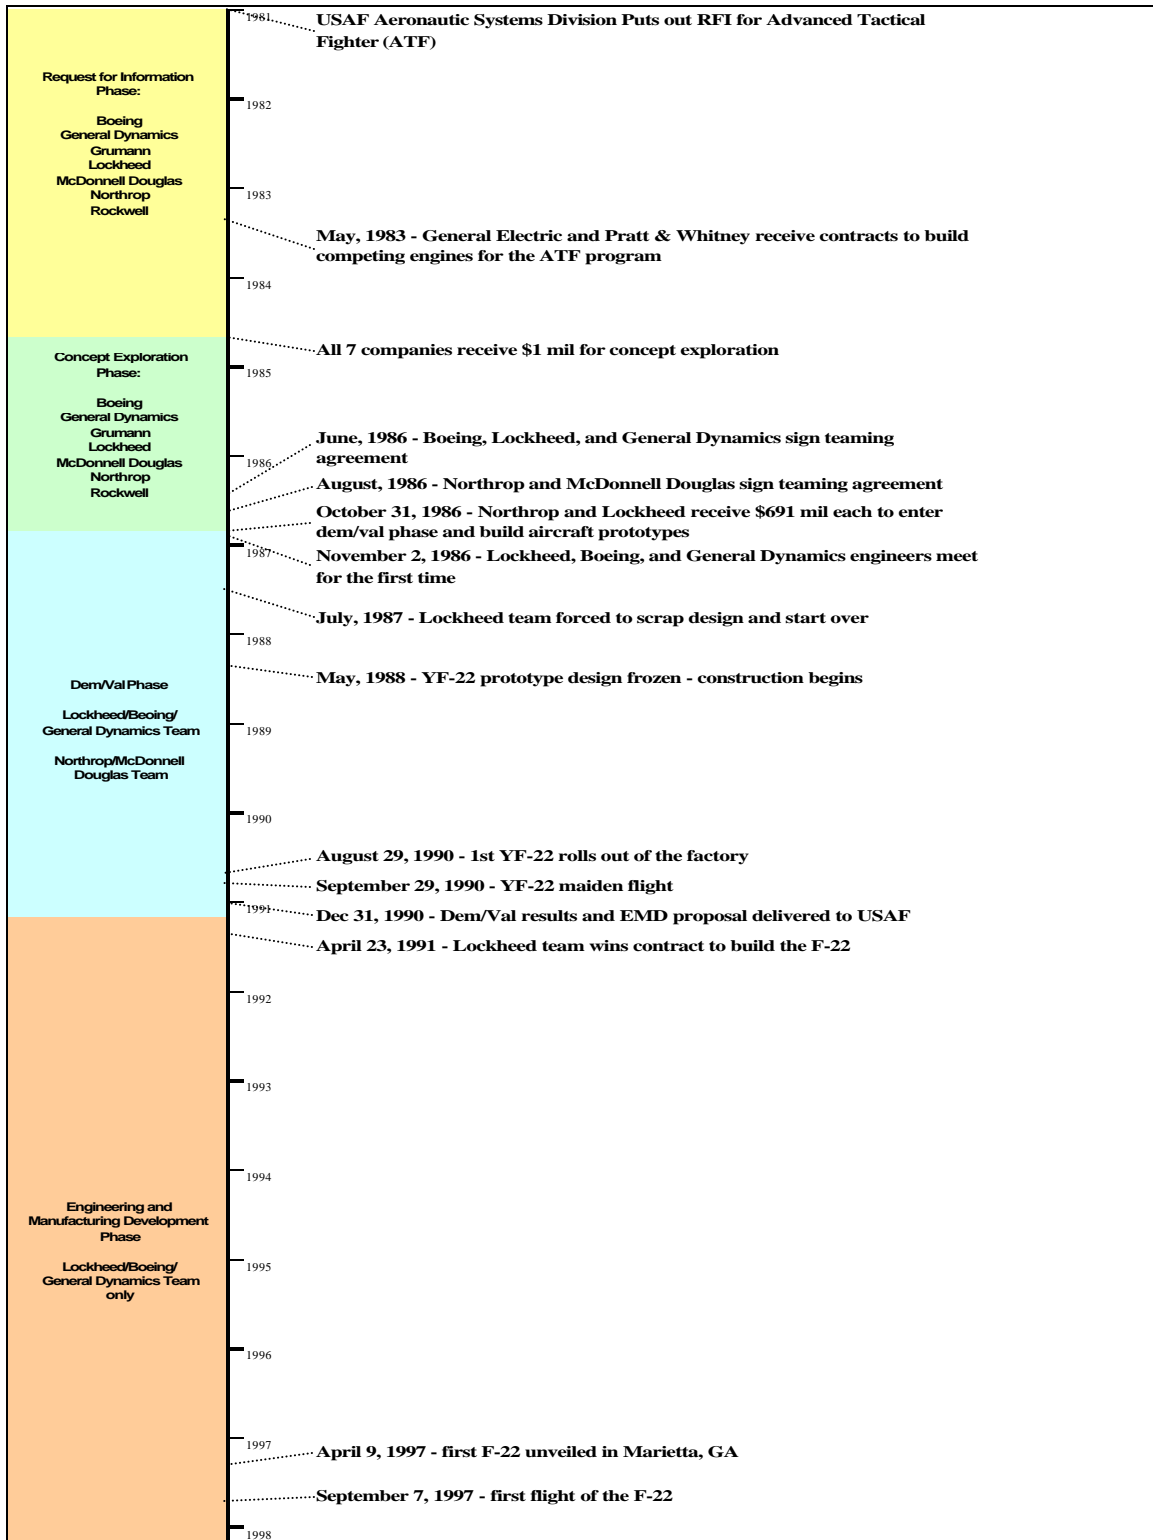 1981
USAF Aeronautic Systems Division Puts out RFI for Advanced Tactical
Fighter (ATF)
Request for Information
Phase:
Boeing
General Dynamics
Grumann
Lockheed
McDonnell Douglas
Northrop
Rockwell
1982
1983
May, 1983 - General Electric and Pratt & Whitney receive contracts to build
competing engines for the ATF program
1984
All 7 companies receive $1 mil for concept exploration
Concept Exploration
Phase:
Boeing
General Dynamics
Grumann
Lockheed
McDonnell Douglas
Northrop
Rockwell
1985
June, 1986 - Boeing, Lockheed, and General Dynamics sign teaming
agreement
1986
August, 1986 - Northrop and McDonnell Douglas sign teaming agreement
October 31, 1986 - Northrop and Lockheed receive $691 mil each to enter
dem/val phase and build aircraft prototypes
1987
November 2, 1986 - Lockheed, Boeing, and General Dynamics engineers meet
for the first time
July, 1987 - Lockheed team forced to scrap design and start over
1988
May, 1988 - YF-22 prototype design frozen - construction begins
Dem/Val Phase
Lockheed/Beoing/
General Dynamics Team
Northrop/McDonnell
Douglas Team
1989
1990
August 29, 1990 - 1st YF-22 rolls out of the factory
September 29, 1990 - YF-22 maiden flight
1991
Dec 31, 1990 - Dem/Val results and EMD proposal delivered to USAF
April 23, 1991 - Lockheed team wins contract to build the F-22
1992
1993
1994
Engineering and
Manufacturing Development
Phase
Lockheed/Boeing/
General Dynamics Team
only
1995
1996
1997
April 9, 1997 - first F-22 unveiled in Marietta, GA
September 7, 1997 - first flight of the F-22
1998